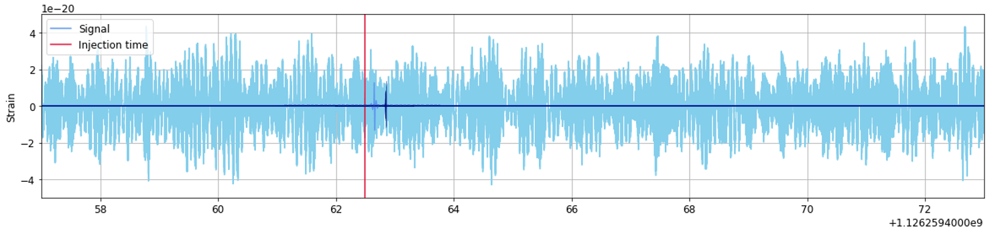 1e−20
Signal
Injection time
4
2
0
−2
−4
Strain
58 60 62 64 66 68 70 72
+1.1262594000e9